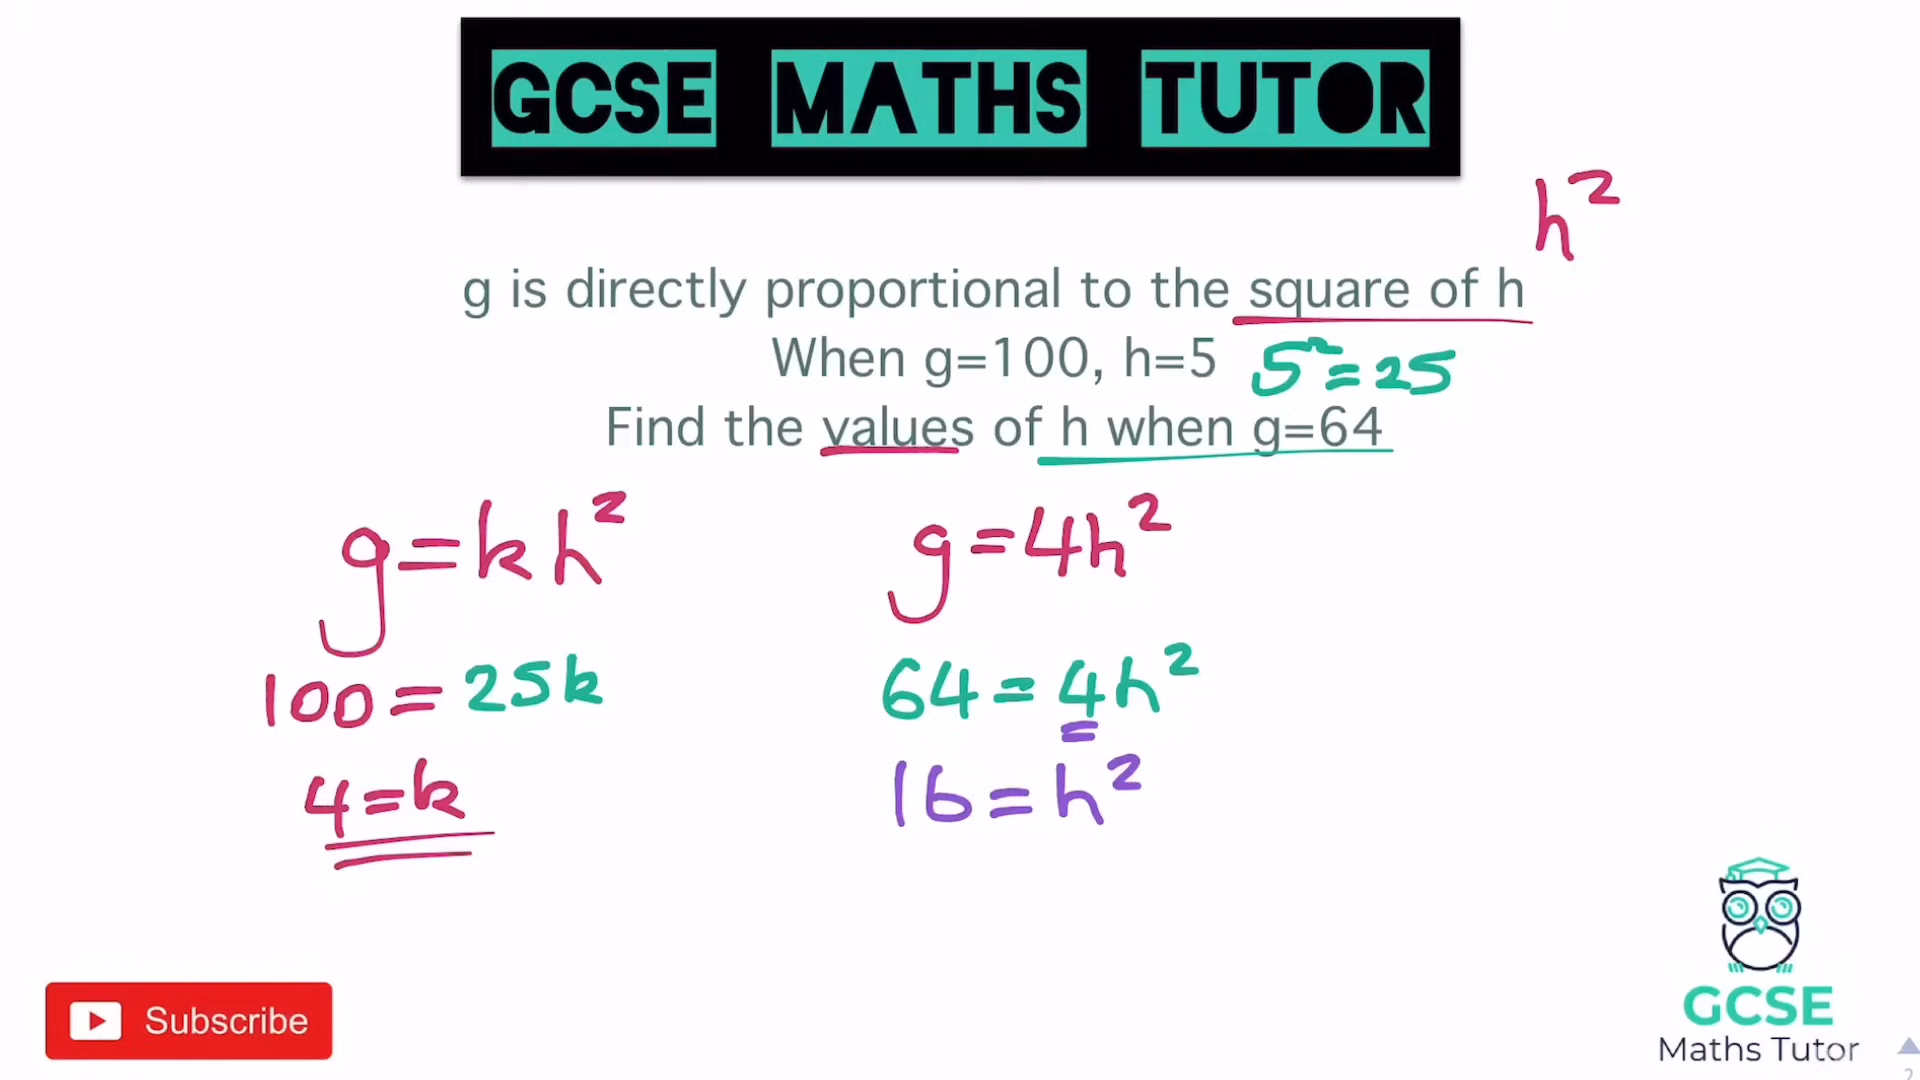 GCSE MATHS TUTOR
h²
g is directly proportional to the square of h
When g=100, h=5 5²=25
Find the values of h when g=64
g=kh²
g=4h²
100=25k
64=4h²
4=k
16=h²
Subscribe
GCSE
Maths Tutor
2